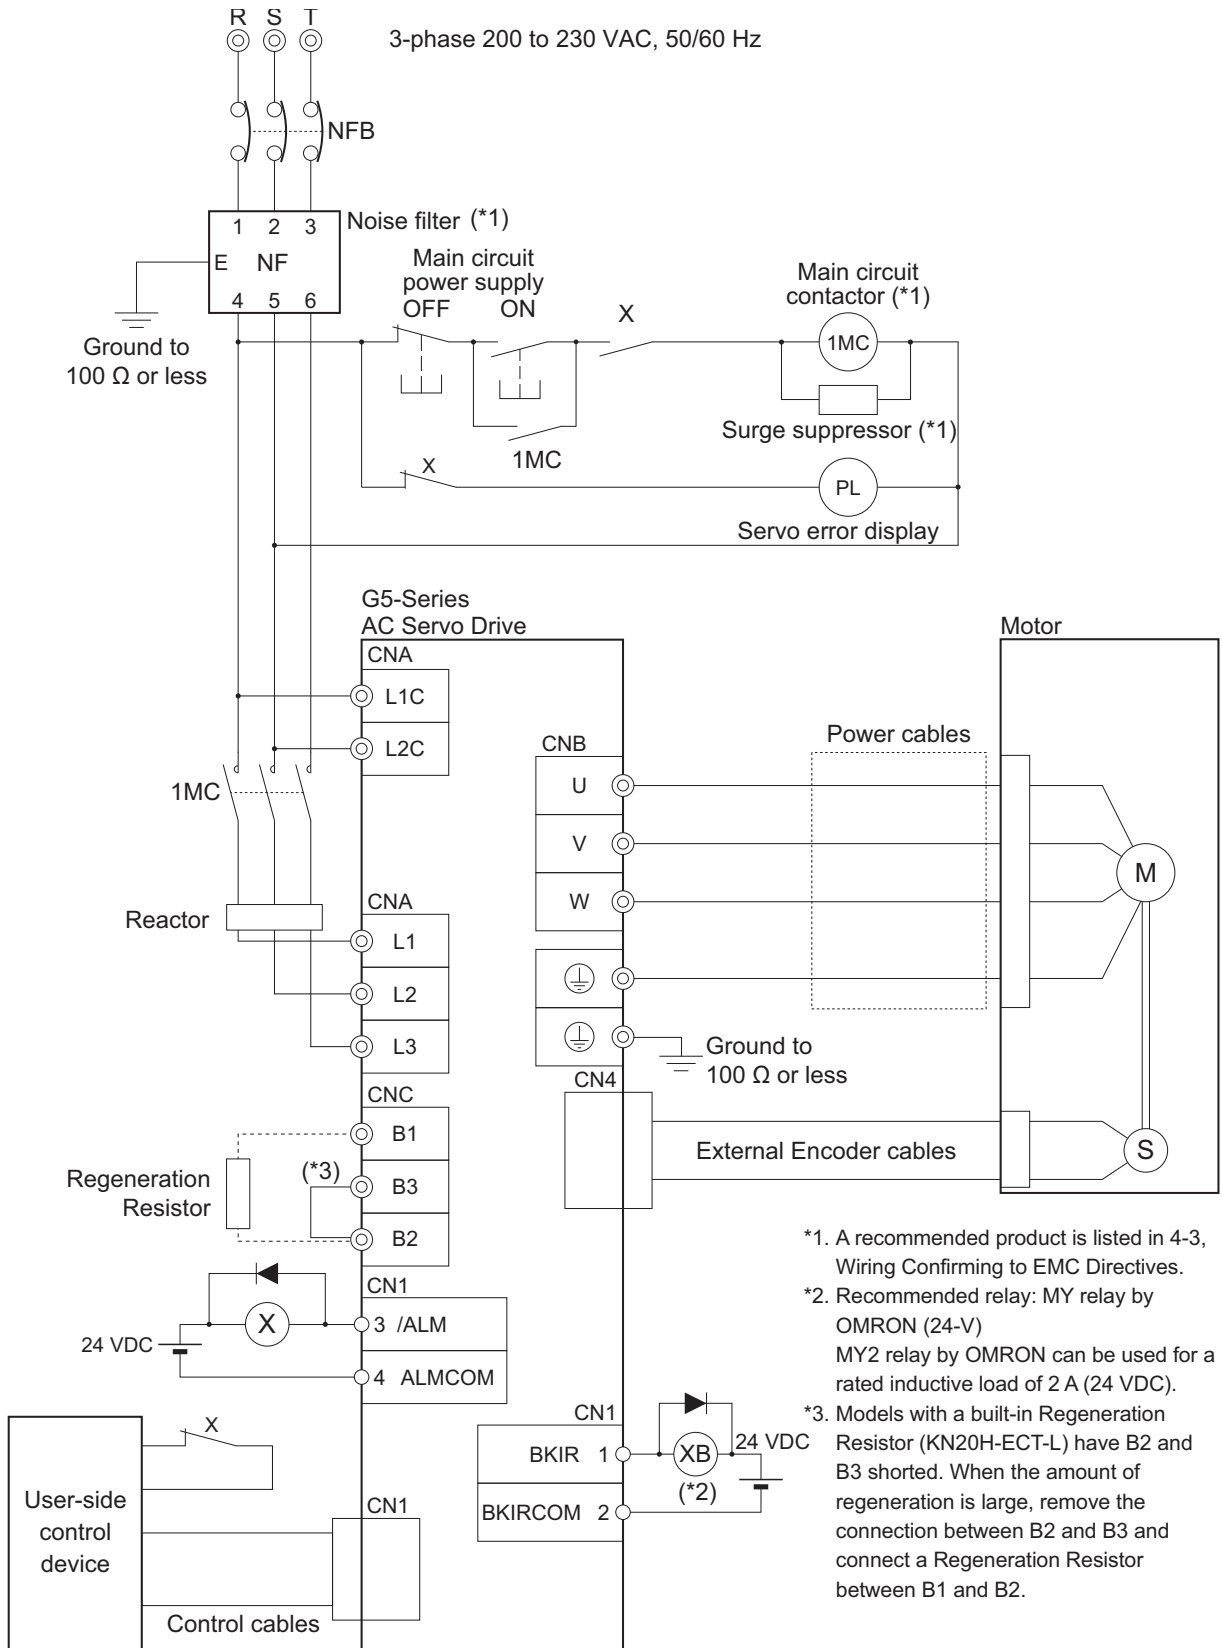 R S T
3-phase 200 to 230 VAC, 50/60 Hz
NFB
1 2 3
Noise filter (*1)
E NF
4 5 6
Ground to
100 Ω or less
Main circuit
power supply
OFF ON
X
Main circuit
contactor (*1)
1MC
Surge suppressor (*1)
1MC
X
PL
Servo error display
G5-Series
AC Servo Drive
Motor
CNA
L1C
L2C
1MC
Reactor
CNA
L1
L2
L3
CNB
U
V
W
Power cables
M
Ground to
100 Ω or less
CN4
External Encoder cables
S
CNC
B1
B3
B2
(*3)
Regeneration
Resistor
CN1
X
3 /ALM
24 VDC
4 ALMCOM
CN1
BKIR 1
XB
24 VDC
(*2)
BKIRCOM 2
X
User-side
control
device
CN1
Control cables
*1. A recommended product is listed in 4-3,
Wiring Confirming to EMC Directives.
*2. Recommended relay: MY relay by
OMRON (24-V)
MY2 relay by OMRON can be used for a
rated inductive load of 2 A (24 VDC).
*3. Models with a built-in Regeneration
Resistor (KN20H-ECT-L) have B2 and
B3 shorted. When the amount of
regeneration is large, remove the
connection between B2 and B3 and
connect a Regeneration Resistor
between B1 and B2.